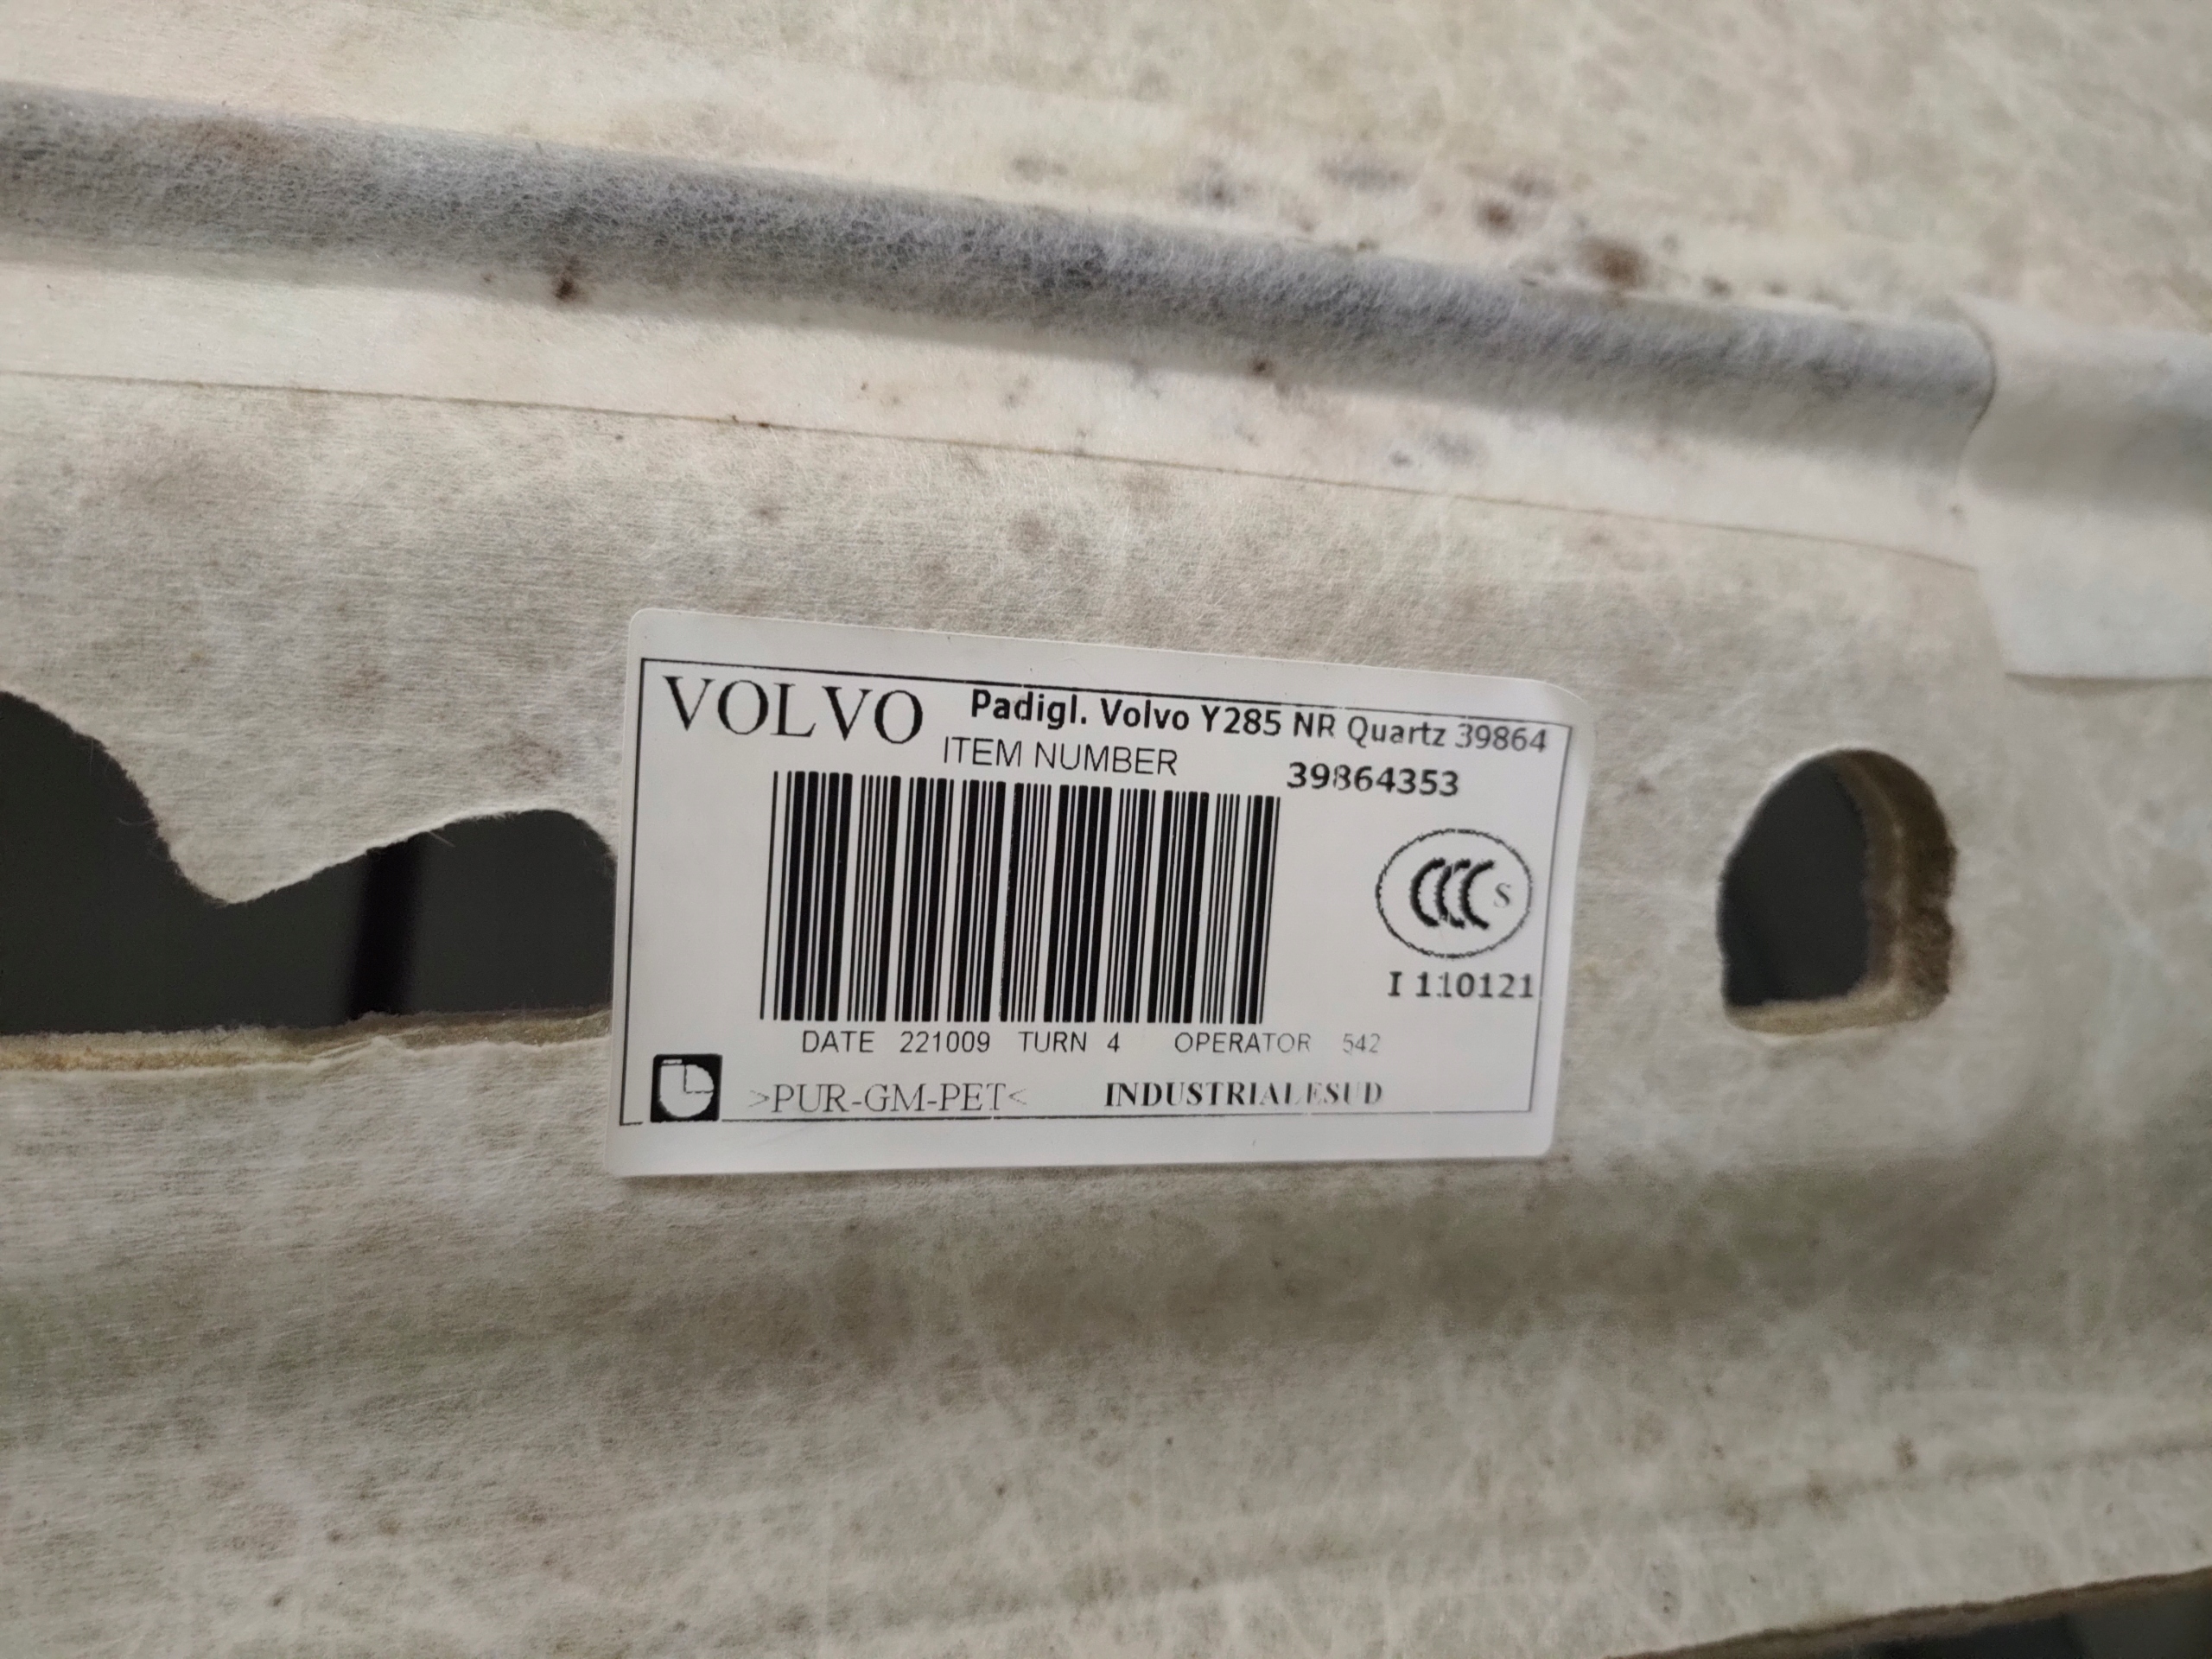 VOLVO Padigl. Volvo Y285 NR Quartz 39864
ITEM NUMBER 39864353
CCC S
I 110121
DATE 221009 TURN 4 OPERATOR 542
>PUR-GM-PET< INDUSTRIALESUD